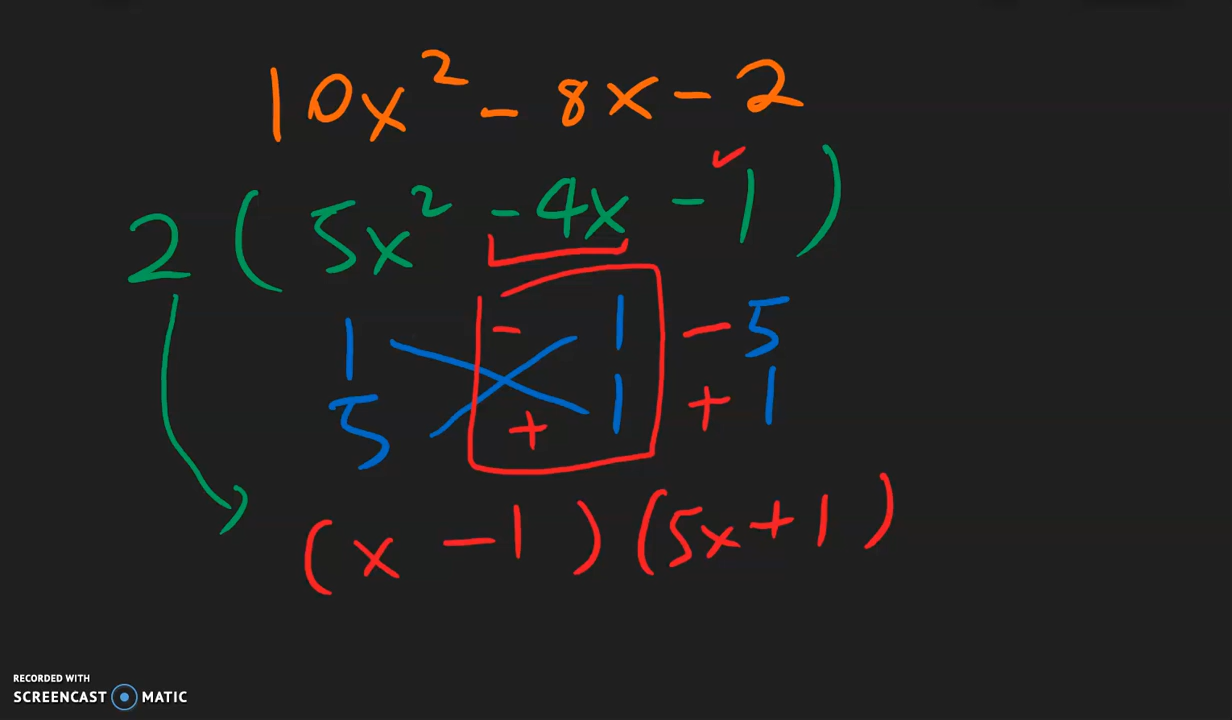 10x² - 8x - 2
2 ( 5x² - 4x - 1 )
1 - 1 - 5
5 + 1 + 1
( x - 1 ) ( 5x + 1 )
RECORDED WITH
SCREENCAST MATIC